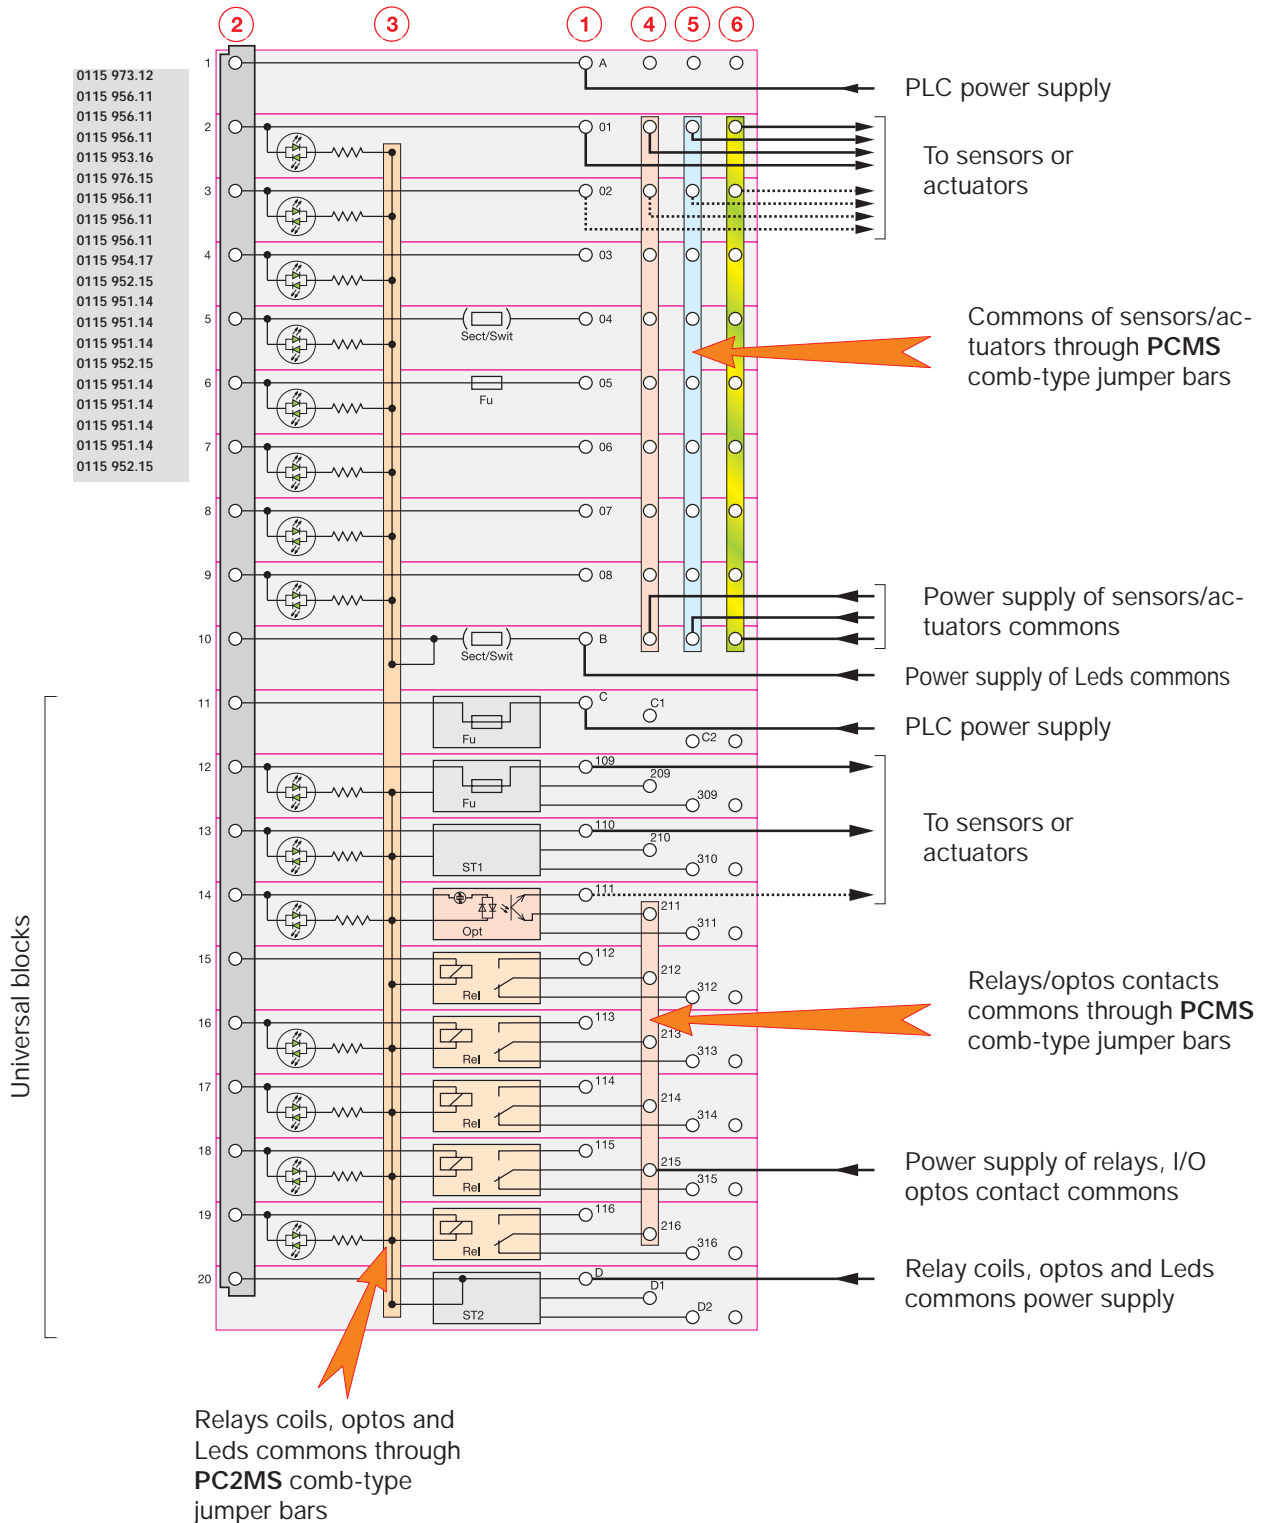 2 3 1 4 5 6
0115 973.12
0115 956.11
0115 956.11
0115 956.11
0115 953.16
0115 976.15
0115 956.11
0115 956.11
0115 956.11
0115 954.17
0115 952.15
0115 951.14
0115 951.14
0115 951.14
0115 952.15
0115 951.14
0115 951.14
0115 951.14
0115 951.14
0115 952.15
1 A
PLC power supply
2 01
To sensors or
actuators
3 02
4 03
5 04
Sect/Swit
Commons of sensors/ac-
tuators through PCMS
comb-type jumper bars
6 05
Fu
7 06
8 07
9 08
Power supply of sensors/ac-
tuators commons
10 B
Sect/Swit
Power supply of Leds commons
Universal blocks
11 C C1
Fu C2
PLC power supply
12 109 209
Fu 309
13 110 210
ST1 310
To sensors or
actuators
14 111 211
Opt 311
15 112 212
Rel 312
Relays/optos contacts
commons through PCMS
comb-type jumper bars
16 113 213
Rel 313
17 114 214
Rel 314
18 115 215
Rel 315
Power supply of relays, I/O
optos contact commons
19 116 216
Rel 316
20 D D1
ST2 D2
Relay coils, optos and Leds
commons power supply
Relays coils, optos and
Leds commons through
PC2MS comb-type
jumper bars